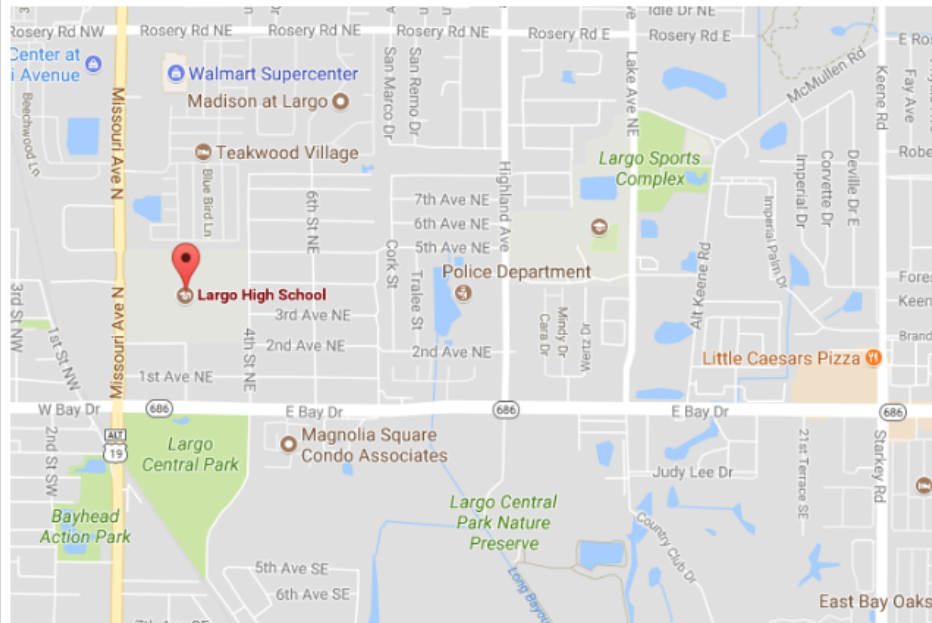 Idle Dr NE
Rosery Rd NW
Rosery Rd NE
Rosery Rd NE
Rosery Rd NE
Rosery Rd E
Rosery Rd E
E Ros
Center at
i Avenue
Walmart Supercenter
Madison at Largo
San Marco Dr
San Remo Dr
Lake Ave NE
McMullen Rd
Keene Rd
Fay Ave
Beechwood Ln
Missouri Ave N
Teakwood Village
Largo Sports
Complex
Robe
Imperial Dr
Corvette Dr
Deville Dr E
Blue Bird Ln
6th St NE
Highland Ave
7th Ave NE
6th Ave NE
5th Ave NE
Imperial Palm Dr
Cork St
Tralee St
Police Department
Alt Keene Rd
Forer
Keen
3rd St NW
Missouri Ave N
Largo High School
3rd Ave NE
Cara Dr
Mindy Dr
Wertz Dr
Brand
1st St NW
4th St NE
2nd Ave NE
2nd Ave NE
Little Caesars Pizza
1st Ave NE
W Bay Dr
686
E Bay Dr
686
E Bay Dr
686
ALT
19
2nd St SW
Largo
Central Park
Magnolia Square
Condo Associates
21st Terrace SE
Starkey Rd
Judy Lee Dr
Bayhead
Action Park
Largo Central
Park Nature
Preserve
Country Club Dr
5th Ave SE
6th Ave SE
Long Bayou
East Bay Oaks